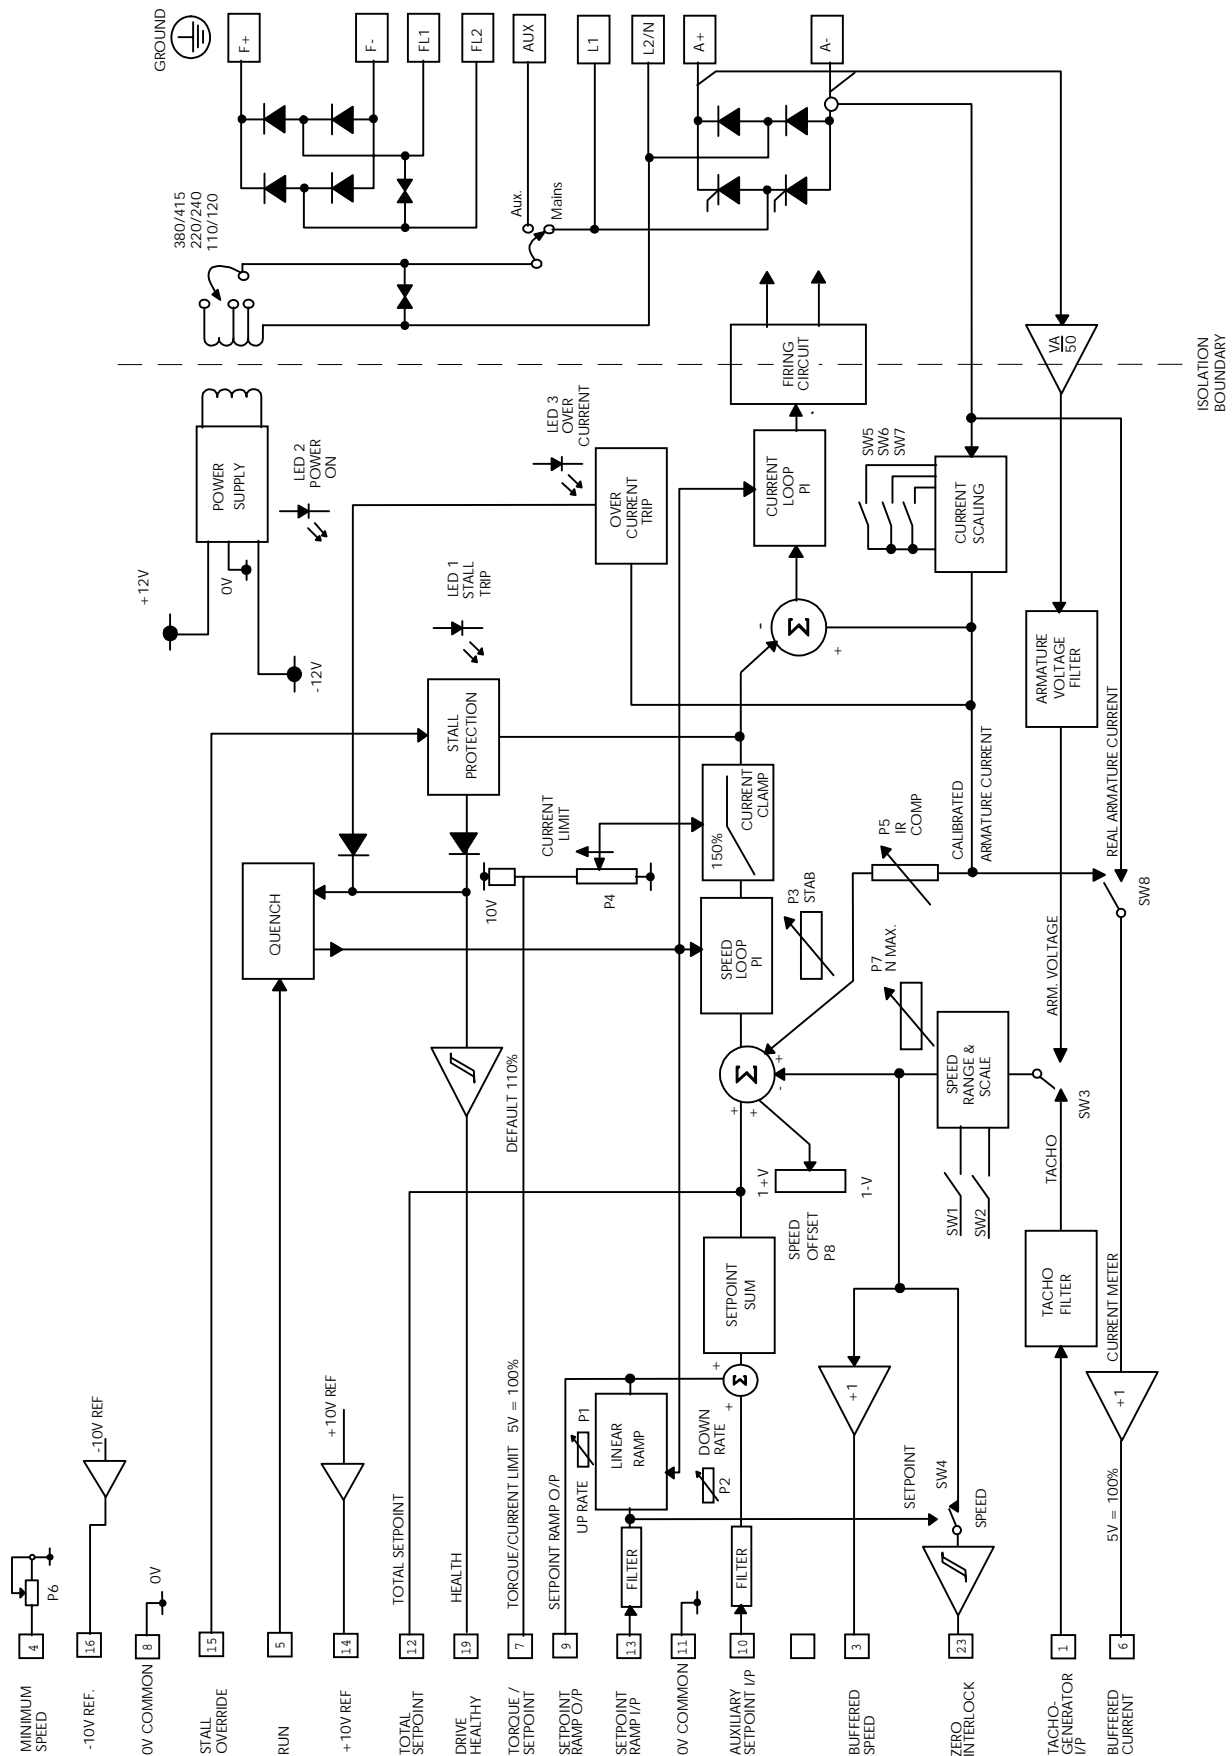 MINIMUM
SPEED
4
P6
-10V REF.
16
-10V REF
0V COMMON
8
0V
STALL
OVERRIDE
15
RUN
5
+10V REF
14
+10V REF
TOTAL
SETPOINT
12
TOTAL SETPOINT
DRIVE
HEALTHY
19
HEALTH
TORQUE /
SETPOINT
7
TORQUE/CURRENT LIMIT 5V = 100%
DEFAULT 110%
SETPOINT
RAMP O/P
9
SETPOINT RAMP O/P
SETPOINT
RAMP I/P
13
FILTER
UP RATE
P1
LINEAR
RAMP
0V COMMON
11
P2
DOWN
RATE
AUXILIARY
SETPOINT I/P
10
FILTER
Σ
+
+
SETPOINT
SUM
BUFFERED
SPEED
3
+1
ZERO
INTERLOCK
23
SETPOINT
SW4
SPEED
TACHO-
GENERATOR
I/P
1
TACHO
FILTER
TACHO
SW3
BUFFERED
CURRENT
6
5V = 100%
+1
CURRENT METER
SW8
SPEED
OFFSET
P8
1+V
1-V
SW1
SW2
SPEED
RANGE &
SCALE
P7
N MAX.
Σ
+
+
-
+
SPEED
LOOP
PI
P3
STAB
150%
CURRENT
CLAMP
10V
P4
CURRENT
LIMIT
QUENCH
STALL
PROTECTION
LED 1
STALL
TRIP
P5
IR
COMP
CALIBRATED
ARMATURE CURRENT
ARM. VOLTAGE
REAL ARMATURE CURRENT
ARMATURE
VOLTAGE
FILTER
Σ
-
+
OVER
CURRENT
TRIP
LED 3
OVER
CURRENT
CURRENT
LOOP
PI
CURRENT
SCALING
SW5
SW6
SW7
FIRING
CIRCUIT
+12V
0V
-12V
POWER
SUPPLY
LED 2
POWER
ON
VA
50
ISOLATION
BOUNDARY
380/415
220/240
110/120
Aux.
Mains
GROUND
F+
F-
FL1
FL2
AUX
L1
L2/N
A+
A-